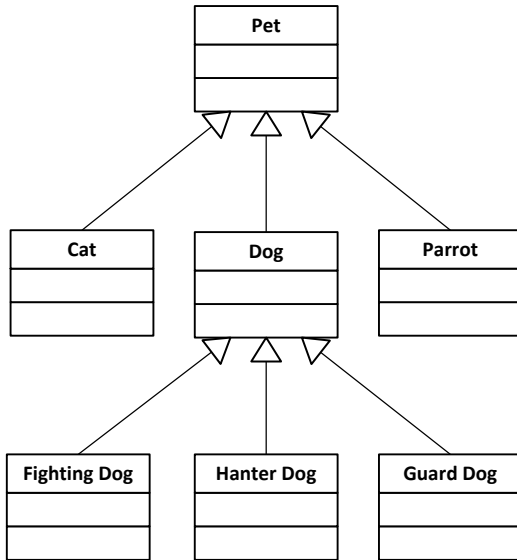 Pet
Cat
Dog
Parrot
Fighting Dog
Hanter Dog
Guard Dog